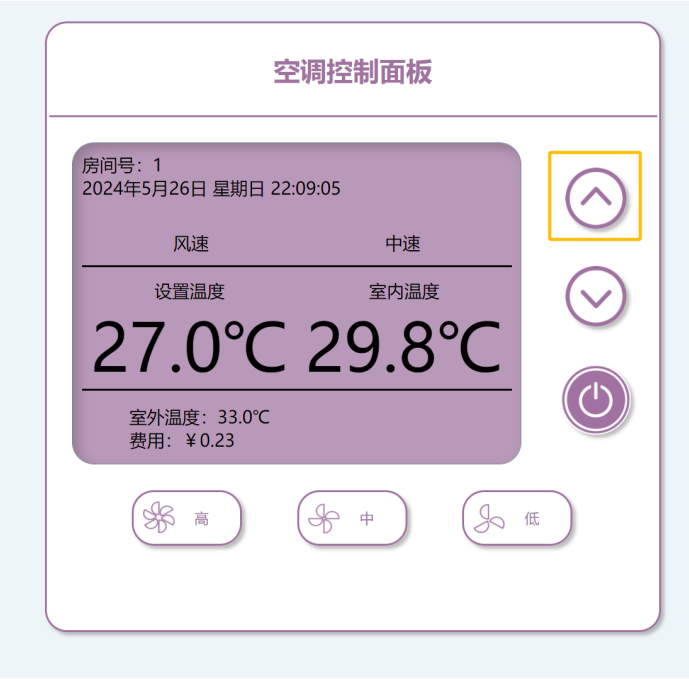 空调控制面板
房间号：1
2024年5月26日 星期日 22:09:05
风速 中速
设置温度 室内温度
27.0℃ 29.8℃
室外温度：33.0℃
费用：￥0.23
高 中 低